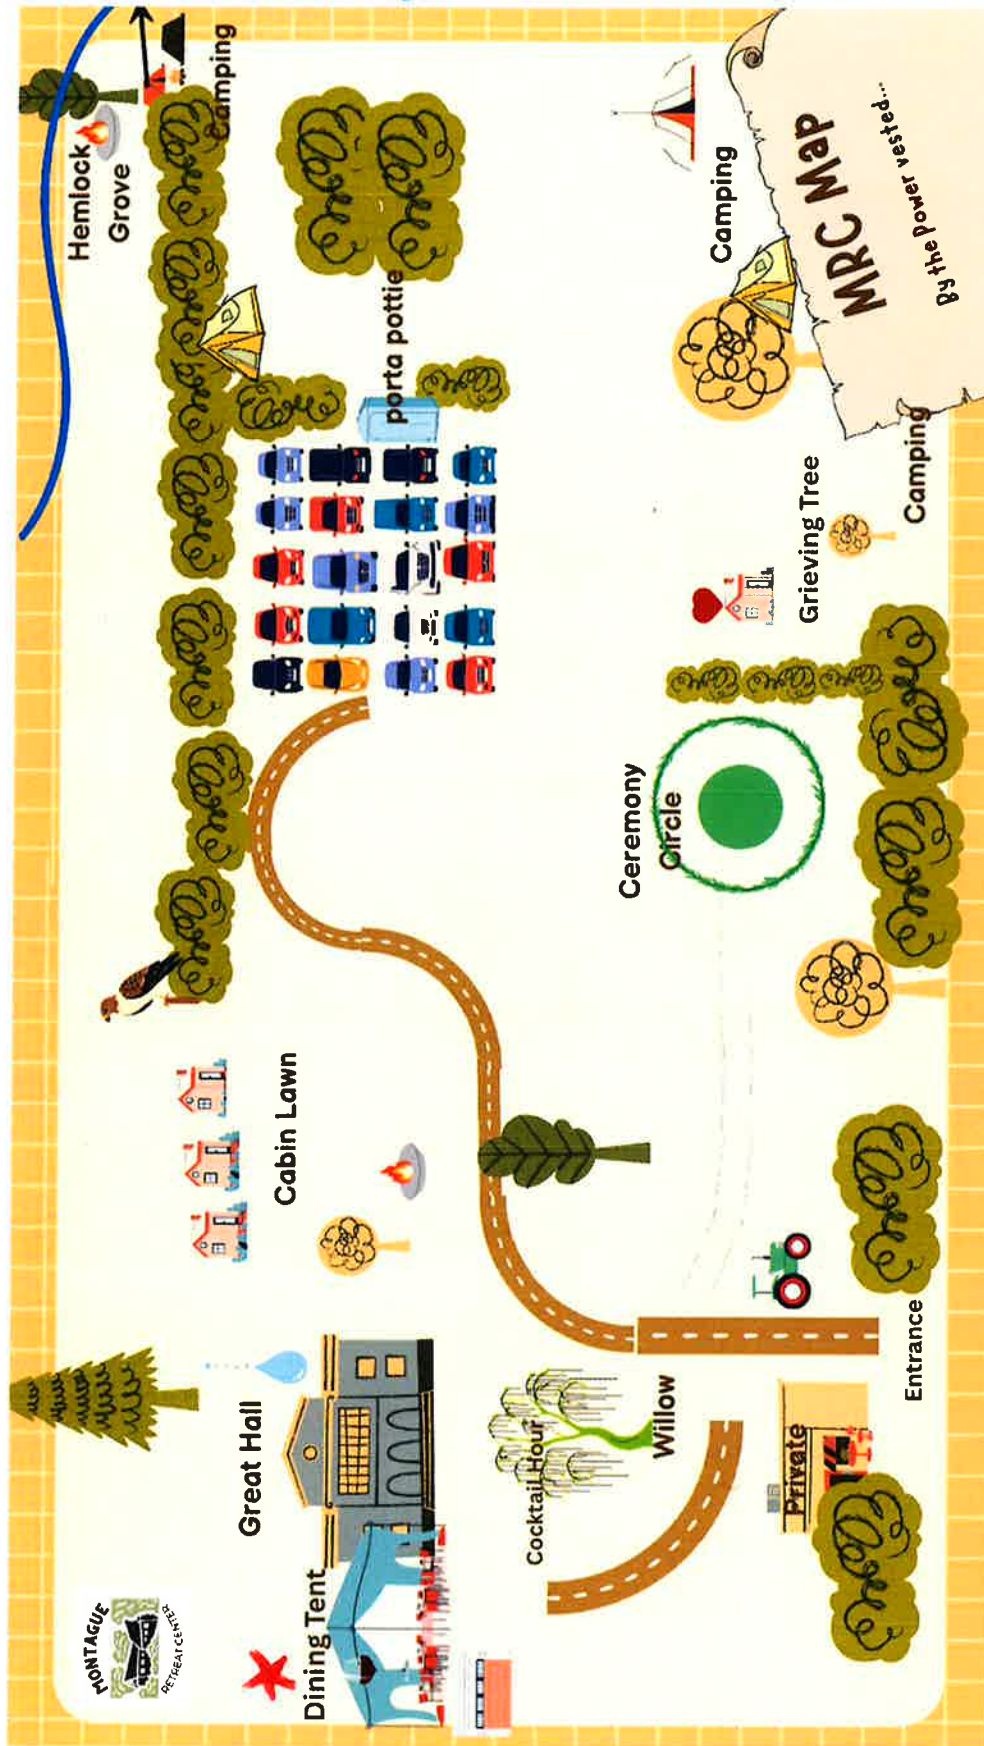 MONTAGUE
RETREAT CENTER
Great Hall
Dining Tent
Cabin Lawn
Hemlock
Grove
Camping
porta pottie
Cocktail Hour
Willow
Private
Entrance
Ceremony
Circle
Grieving Tree
Camping
Camping
MRC Map
By the Power vested...